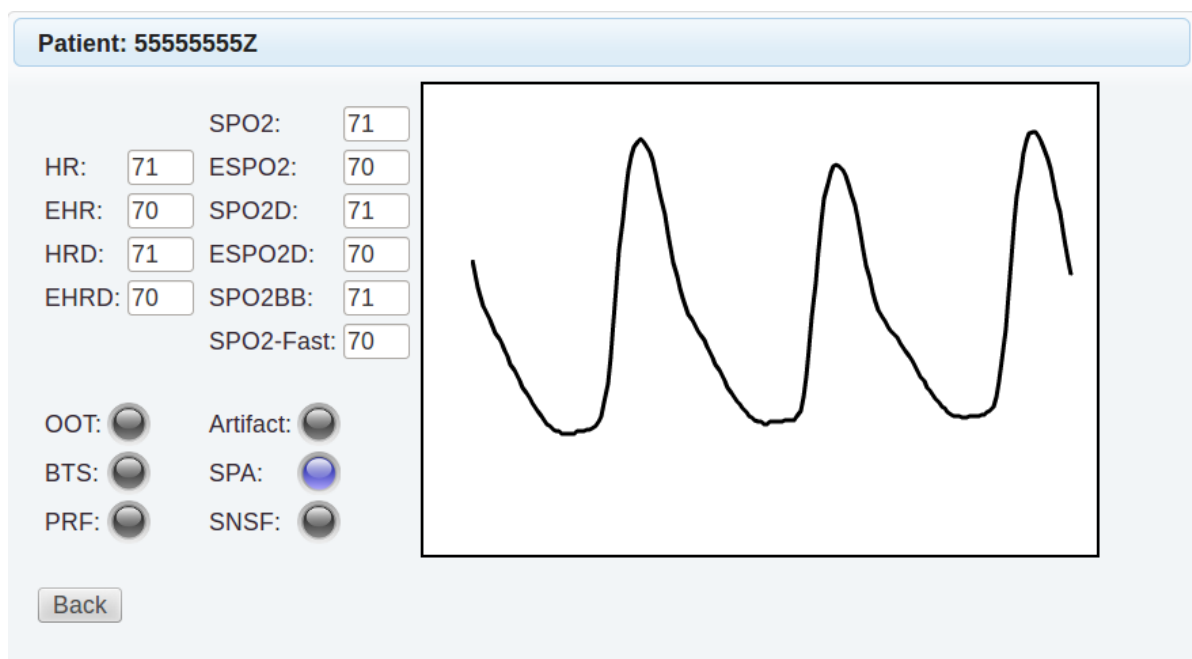 Patient: 55555555Z
SPO2: 71
HR: 71 ESPO2: 70
EHR: 70 SPO2D: 71
HRD: 71 ESPO2D: 70
EHRD: 70 SPO2BB: 71
SPO2-Fast: 70
OOT: Artifact:
BTS: SPA:
PRF: SNSF:
Back